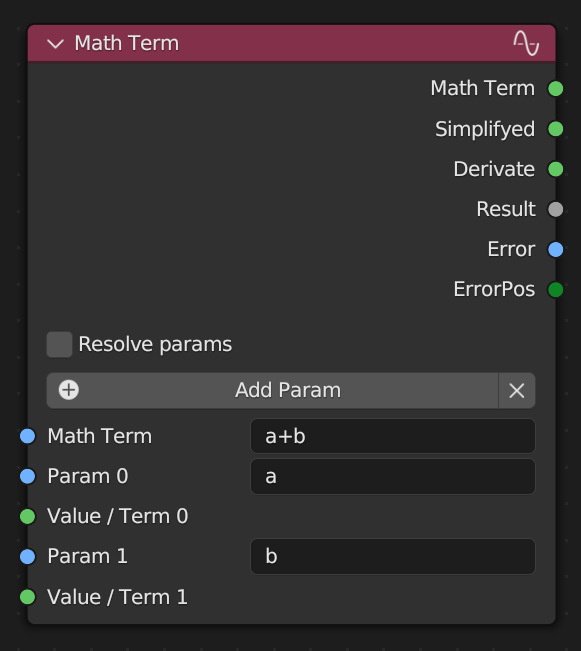 Math Term
Math Term
Simplifyed
Derivate
Result
Error
ErrorPos
Resolve params
Add Param
Math Term a+b
Param 0 a
Value / Term 0
Param 1 b
Value / Term 1